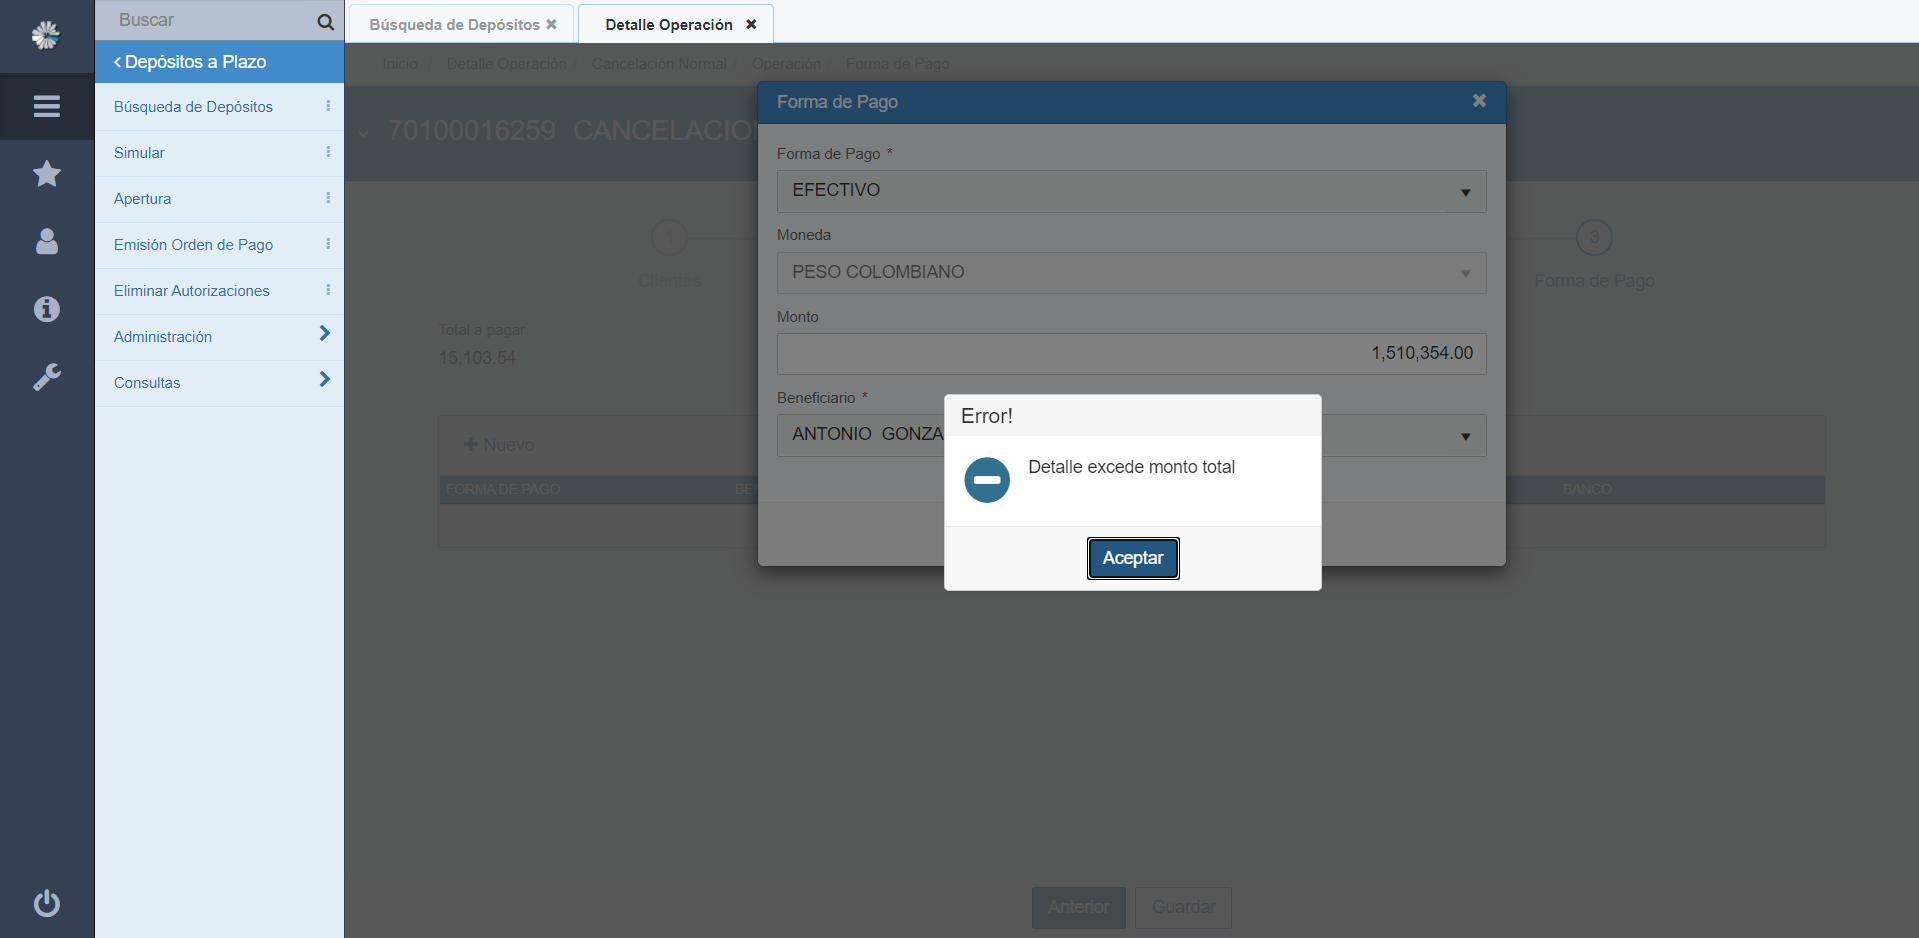 Buscar
Búsqueda de Depósitos
Detalle Operación
Depósitos a Plazo
Búsqueda de Depósitos
Simular
Apertura
Emisión Orden de Pago
Eliminar Autorizaciones
Administración
Consultas
Inicio / Detalle Operación / Cancelación Normal / Operación / Forma de Pago
70100016259 CANCELACIO
1
Clientes
3
Forma de Pago
Total a pagar
15,103.54
Nuevo
FORMA DE PAGO
BANCO
Forma de Pago
Forma de Pago *
EFECTIVO
Moneda
PESO COLOMBIANO
Monto
1,510,354.00
Beneficiario *
ANTONIO GONZA
Error!
Detalle excede monto total
Aceptar
Anterior
Guardar